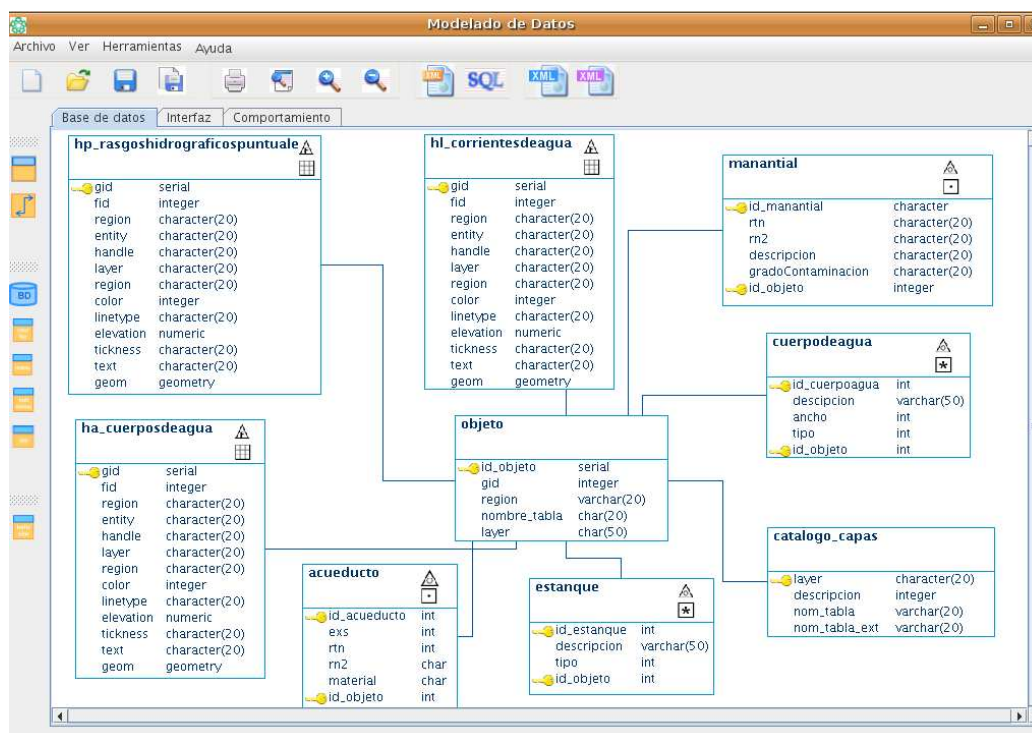 Modelado de Datos
Archivo Ver Herramientas Ayuda
SQL XML XML
Base de datos Interfaz Comportamiento
BD
hp_rasgoshidrograficospuntuale
gid serial
fid integer
region character(20)
entity character(20)
handle character(20)
layer character(20)
region character(20)
color integer
linetype character(20)
elevation numeric
tickness character(20)
text character(20)
geom geometry
hl_corrientesdeagua
gid serial
fid integer
region character(20)
entity character(20)
handle character(20)
layer character(20)
region character(20)
color integer
linetype character(20)
elevation numeric
tickness character(20)
text character(20)
geom geometry
manantial
id_manantial character
rtn character(20)
rn2 character(20)
descripcion character(20)
gradoContaminacion character(20)
id_objeto integer
cuerpodeagua
id_cuerpoagua int
descipcion varchar(50)
ancho int
tipo int
id_objeto int
ha_cuerposdeagua
gid serial
fid integer
region character(20)
entity character(20)
handle character(20)
layer character(20)
region character(20)
color integer
linetype character(20)
elevation numeric
tickness character(20)
text character(20)
geom geometry
objeto
id_objeto serial
gid integer
region varchar(20)
nombre_tabla char(20)
layer char(50)
acueducto
id_acueducto int
exs int
rtn int
rn2 char
material char
id_objeto int
estanque
id_estanque int
descripcion varchar(50)
tipo int
id_objeto int
catalogo_capas
layer character(20)
descripcion integer
nom_tabla varchar(20)
nom_tabla_ext varchar(20)